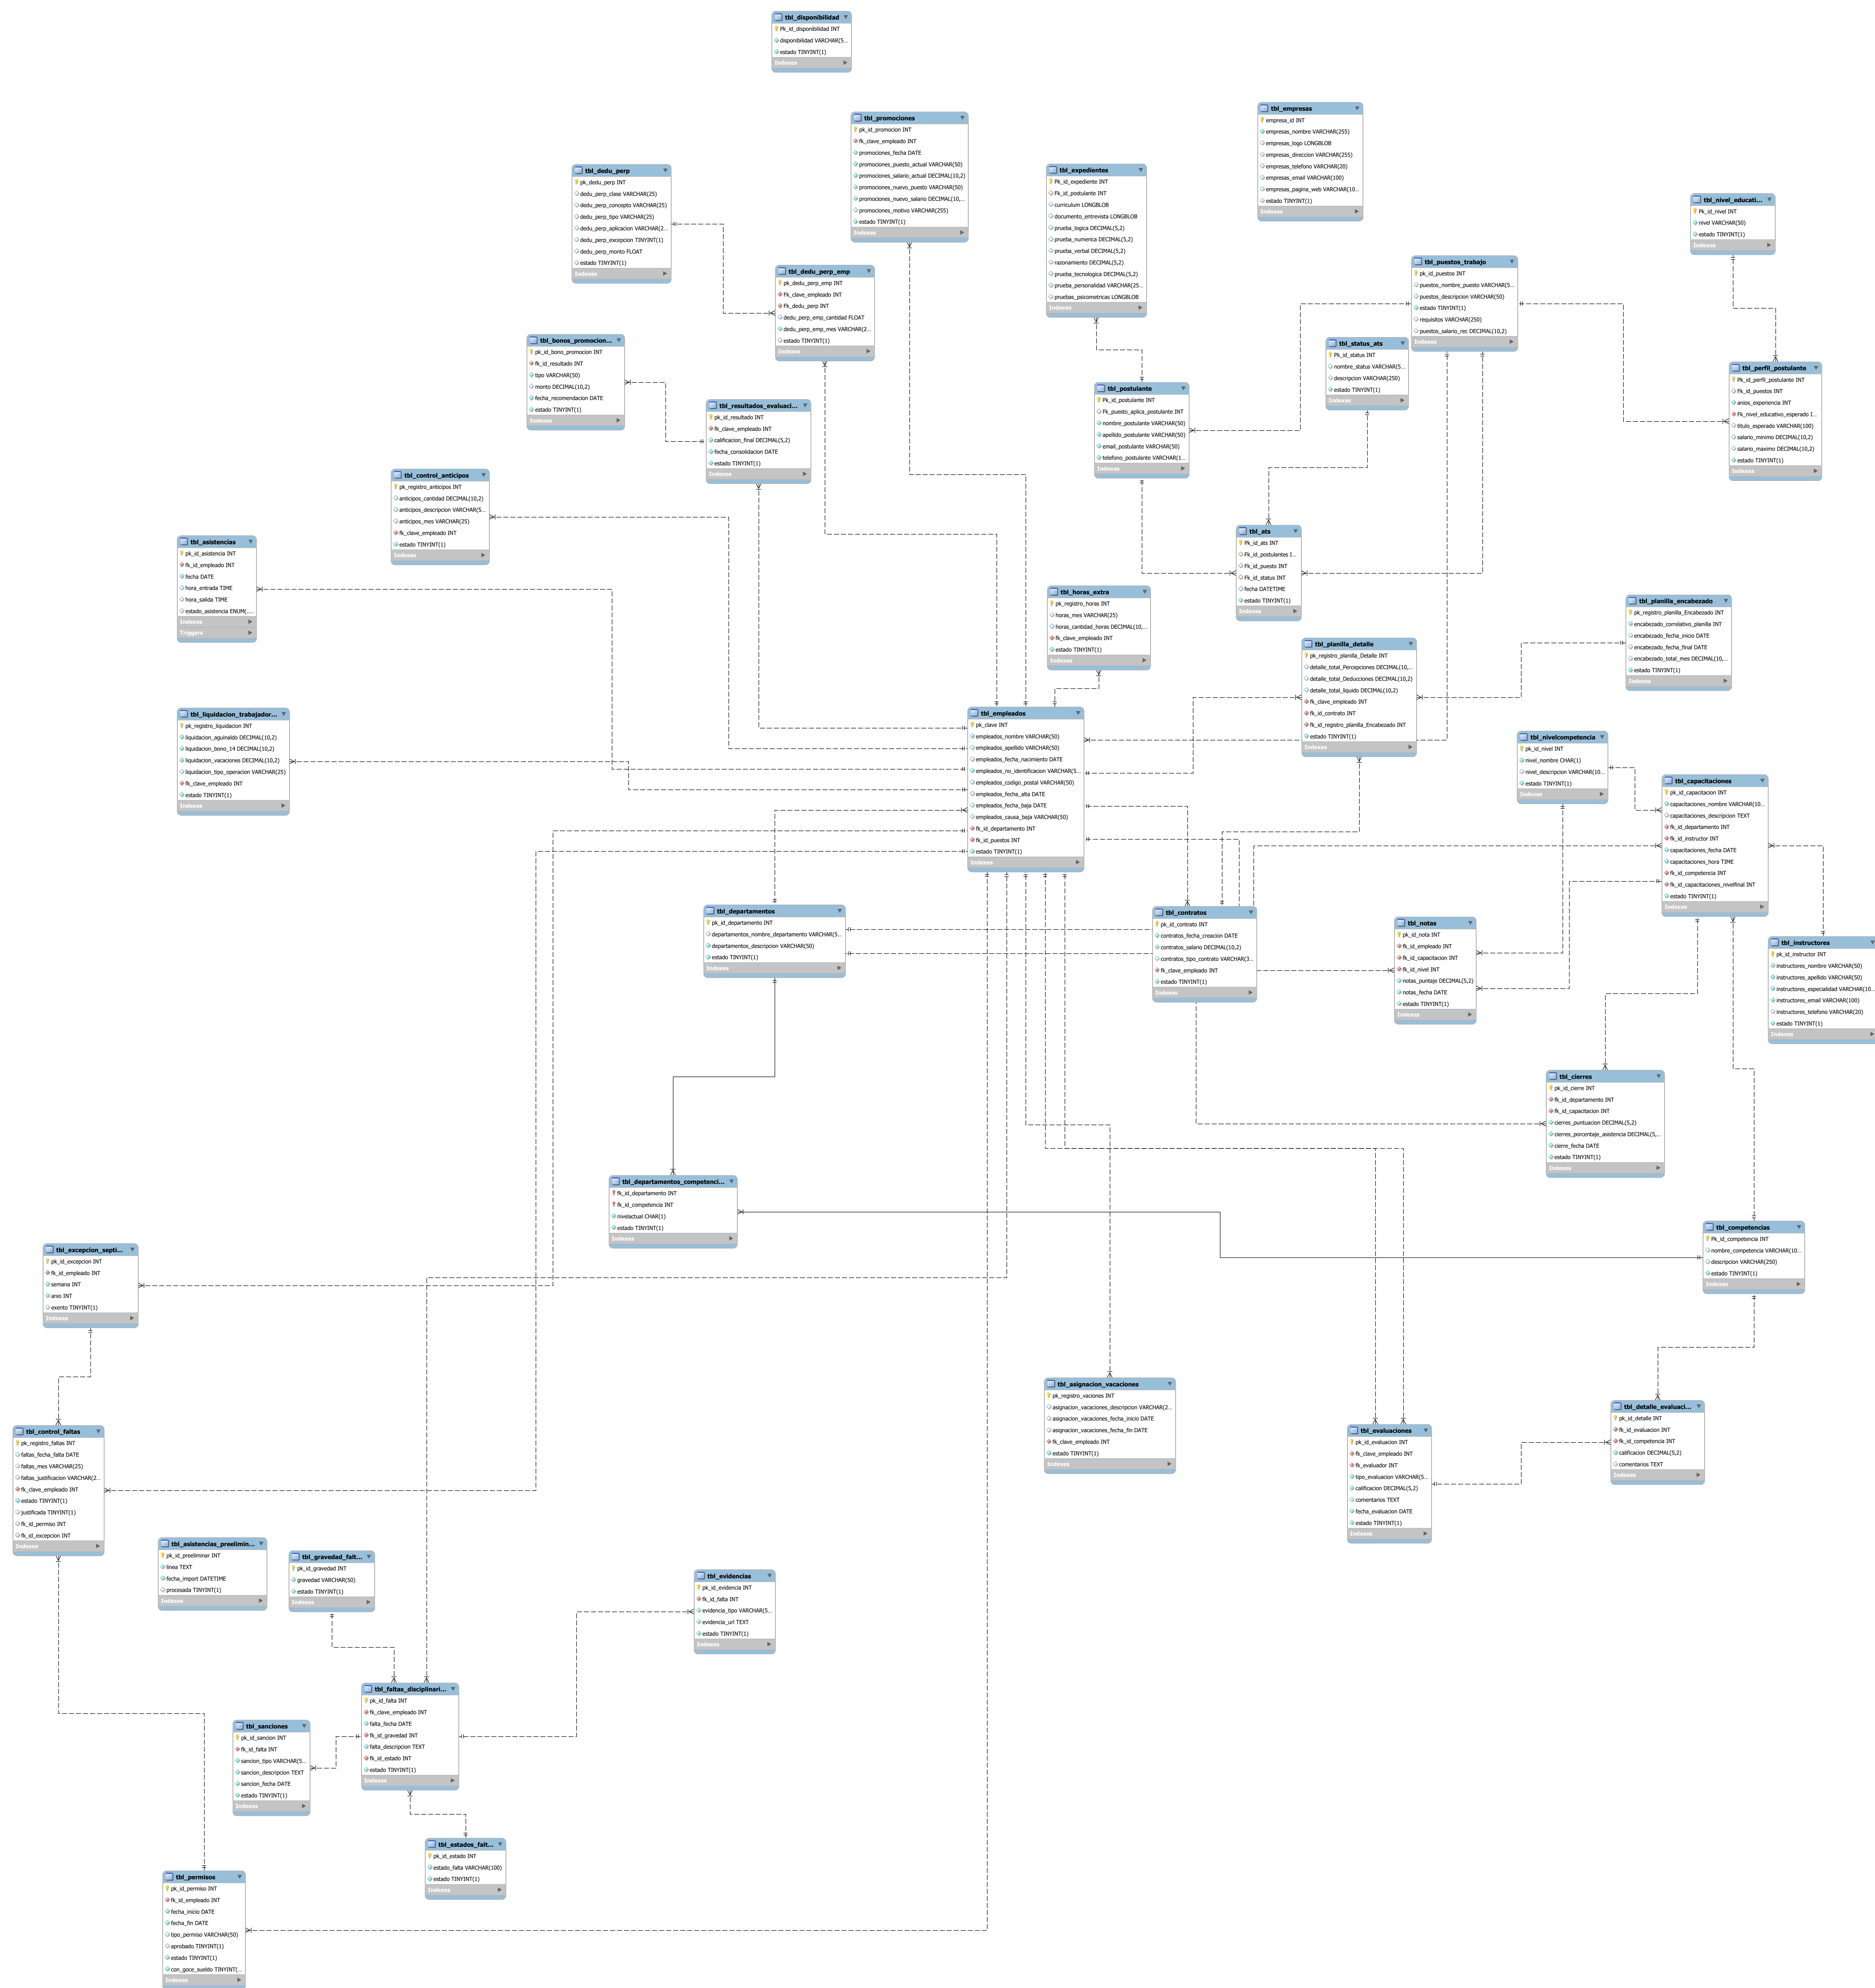 tbl_disponibilidad
Pk_id_disponibilidad INT
disponibilidad VARCHAR(5...
estado TINYINT(1)
Indexes
tbl_promociones
pk_id_promocion INT
fk_clave_empleado INT
promociones_fecha DATE
promociones_puesto_actual VARCHAR(50)
promociones_salario_actual DECIMAL(10,2)
promociones_nuevo_puesto VARCHAR(50)
promociones_nuevo_salario DECIMAL(10,...
promociones_motivo VARCHAR(255)
estado TINYINT(1)
Indexes
tbl_empresas
empresa_id INT
empresas_nombre VARCHAR(255)
empresas_logo LONGBLOB
empresas_direccion VARCHAR(255)
empresas_telefono VARCHAR(20)
empresas_email VARCHAR(100)
empresas_pagina_web VARCHAR(10...
estado TINYINT(1)
Indexes
tbl_dedu_perp
pk_dedu_perp INT
dedu_perp_clase VARCHAR(25)
dedu_perp_concepto VARCHAR(25)
dedu_perp_tipo VARCHAR(25)
dedu_perp_aplicacion VARCHAR(2...
dedu_perp_excepcion TINYINT(1)
dedu_perp_monto FLOAT
estado TINYINT(1)
Indexes
tbl_expedientes
Pk_id_expediente INT
Fk_id_postulante INT
curriculum LONGBLOB
documento_entrevista LONGBLOB
prueba_logica DECIMAL(5,2)
prueba_numerica DECIMAL(5,2)
prueba_verbal DECIMAL(5,2)
razonamiento DECIMAL(5,2)
prueba_tecnologica DECIMAL(5,2)
prueba_personalidad VARCHAR(25...
pruebas_psicometricas LONGBLOB
Indexes
tbl_nivel_educati...
Pk_id_nivel INT
nivel VARCHAR(50)
estado TINYINT(1)
Indexes
tbl_dedu_perp_emp
pk_dedu_perp_emp INT
Fk_clave_empleado INT
Fk_dedu_perp INT
dedu_perp_emp_cantidad FLOAT
dedu_perp_emp_mes VARCHAR(2...
estado TINYINT(1)
Indexes
tbl_puestos_trabajo
pk_id_puestos INT
puestos_nombre_puesto VARCHAR(5...
puestos_descripcion VARCHAR(50)
estado TINYINT(1)
requisitos VARCHAR(250)
puestos_salario_rec DECIMAL(10,2)
Indexes
tbl_bonos_promocion...
pk_id_bono_promocion INT
fk_id_resultado INT
tipo VARCHAR(50)
monto DECIMAL(10,2)
fecha_recomendacion DATE
estado TINYINT(1)
Indexes
tbl_status_ats
Pk_id_status INT
nombre_status VARCHAR(5...
descripcion VARCHAR(250)
estado TINYINT(1)
Indexes
tbl_perfil_postulante
Pk_id_perfil_postulante INT
Fk_id_puestos INT
anios_experiencia INT
Fk_nivel_educativo_esperado I...
titulo_esperado VARCHAR(100)
salario_minimo DECIMAL(10,2)
salario_maximo DECIMAL(10,2)
estado TINYINT(1)
Indexes
tbl_postulante
Pk_id_postulante INT
Fk_puesto_aplica_postulante INT
nombre_postulante VARCHAR(50)
apellido_postulante VARCHAR(50)
email_postulante VARCHAR(50)
telefono_postulante VARCHAR(1...
Indexes
tbl_resultados_evaluaci...
pk_id_resultado INT
fk_clave_empleado INT
calificacion_final DECIMAL(5,2)
fecha_consolidacion DATE
estado TINYINT(1)
Indexes
tbl_control_anticipos
pk_registro_anticipos INT
anticipos_cantidad DECIMAL(10,2)
anticipos_descripcion VARCHAR(5...
anticipos_mes VARCHAR(25)
fk_clave_empleado INT
estado TINYINT(1)
Indexes
tbl_ats
Pk_id_ats INT
Fk_id_postulantes I...
Fk_id_puesto INT
Fk_id_status INT
fecha DATETIME
estado TINYINT(1)
Indexes
tbl_asistencias
pk_id_asistencia INT
fk_id_empleado INT
fecha DATE
hora_entrada TIME
hora_salida TIME
estado_asistencia ENUM(......
Indexes
Triggers
tbl_horas_extra
pk_registro_horas INT
horas_mes VARCHAR(25)
horas_cantidad_horas DECIMAL(10,...
fk_clave_empleado INT
estado TINYINT(1)
Indexes
tbl_planilla_encabezado
pk_registro_planilla_Encabezado INT
encabezado_correlativo_planilla INT
encabezado_fecha_inicio DATE
encabezado_fecha_final DATE
encabezado_total_mes DECIMAL(10,...
estado TINYINT(1)
Indexes
tbl_planilla_detalle
pk_registro_planilla_Detalle INT
detalle_total_Percepciones DECIMAL(10,...
detalle_total_Deducciones DECIMAL(10,2)
detalle_total_liquido DECIMAL(10,2)
fk_clave_empleado INT
fk_id_contrato INT
fk_id_registro_planilla_Encabezado INT
estado TINYINT(1)
Indexes
tbl_liquidacion_trabajador...
pk_registro_liquidacion INT
liquidacion_aguinaldo DECIMAL(10,2)
liquidacion_bono_14 DECIMAL(10,2)
liquidacion_vacaciones DECIMAL(10,2)
liquidacion_tipo_operacion VARCHAR(25)
fk_clave_empleado INT
estado TINYINT(1)
Indexes
tbl_empleados
pk_clave INT
empleados_nombre VARCHAR(50)
empleados_apellido VARCHAR(50)
empleados_fecha_nacimiento DATE
empleados_no_identificacion VARCHAR(5...
empleados_codigo_postal VARCHAR(50)
empleados_fecha_alta DATE
empleados_fecha_baja DATE
empleados_causa_baja VARCHAR(50)
fk_id_departamento INT
fk_id_puestos INT
estado TINYINT(1)
Indexes
tbl_nivelcompetencia
pk_id_nivel INT
nivel_nombre CHAR(1)
nivel_descripcion VARCHAR(10...
estado TINYINT(1)
Indexes
tbl_capacitaciones
pk_id_capacitacion INT
capacitaciones_nombre VARCHAR(10...
capacitaciones_descripcion TEXT
fk_id_departamento INT
fk_id_instructor INT
capacitaciones_fecha DATE
capacitaciones_hora TIME
fk_id_competencia INT
fk_id_capacitaciones_nivelfinal INT
estado TINYINT(1)
Indexes
tbl_departamentos
pk_id_departamento INT
departamentos_nombre_departamento VARCHAR(5...
departamentos_descripcion VARCHAR(50)
estado TINYINT(1)
Indexes
tbl_contratos
pk_id_contrato INT
contratos_fecha_creacion DATE
contratos_salario DECIMAL(10,2)
contratos_tipo_contrato VARCHAR(3...
fk_clave_empleado INT
estado TINYINT(1)
Indexes
tbl_notas
pk_id_nota INT
fk_id_empleado INT
fk_id_capacitacion INT
fk_id_nivel INT
notas_puntaje DECIMAL(5,2)
notas_fecha DATE
estado TINYINT(1)
Indexes
tbl_instructores
pk_id_instructor INT
instructores_nombre VARCHAR(50)
instructores_apellido VARCHAR(50)
instructores_especialidad VARCHAR(10...
instructores_email VARCHAR(100)
instructores_telefono VARCHAR(20)
estado TINYINT(1)
Indexes
tbl_cierres
pk_id_cierre INT
fk_id_departamento INT
fk_id_capacitacion INT
cierres_puntuacion DECIMAL(5,2)
cierres_porcentaje_asistencia DECIMAL(5,...
cierre_fecha DATE
estado TINYINT(1)
Indexes
tbl_departamentos_competenci...
fk_id_departamento INT
fk_id_competencia INT
nivelactual CHAR(1)
estado TINYINT(1)
Indexes
tbl_competencias
Pk_id_competencia INT
nombre_competencia VARCHAR(10...
descripcion VARCHAR(250)
estado TINYINT(1)
Indexes
tbl_excepcion_septi...
pk_id_excepcion INT
fk_id_empleado INT
semana INT
anio INT
exento TINYINT(1)
Indexes
tbl_asignacion_vacaciones
pk_registro_vaciones INT
asignacion_vacaciones_descripcion VARCHAR(2...
asignacion_vacaciones_fecha_inicio DATE
asignacion_vacaciones_fecha_fin DATE
fk_clave_empleado INT
estado TINYINT(1)
Indexes
tbl_detalle_evaluaci...
pk_id_detalle INT
fk_id_evaluacion INT
fk_id_competencia INT
calificacion DECIMAL(5,2)
comentarios TEXT
Indexes
tbl_control_faltas
pk_registro_faltas INT
faltas_fecha_falta DATE
faltas_mes VARCHAR(25)
faltas_justificacion VARCHAR(2...
fk_clave_empleado INT
estado TINYINT(1)
justificada TINYINT(1)
fk_id_permiso INT
fk_id_excepcion INT
Indexes
tbl_evaluaciones
pk_id_evaluacion INT
fk_clave_empleado INT
fk_evaluador INT
tipo_evaluacion VARCHAR(5...
calificacion DECIMAL(5,2)
comentarios TEXT
fecha_evaluacion DATE
estado TINYINT(1)
Indexes
tbl_asistencias_preelimin...
pk_id_preeliminar INT
linea TEXT
fecha_import DATETIME
procesada TINYINT(1)
Indexes
tbl_gravedad_falt...
pk_id_gravedad INT
gravedad VARCHAR(50)
estado TINYINT(1)
Indexes
tbl_evidencias
pk_id_evidencia INT
fk_id_falta INT
evidencia_tipo VARCHAR(5...
evidencia_url TEXT
estado TINYINT(1)
Indexes
tbl_faltas_disciplinari...
pk_id_falta INT
fk_clave_empleado INT
falta_fecha DATE
fk_id_gravedad INT
falta_descripcion TEXT
fk_id_estado INT
estado TINYINT(1)
Indexes
tbl_sanciones
pk_id_sancion INT
fk_id_falta INT
sancion_tipo VARCHAR(5...
sancion_descripcion TEXT
sancion_fecha DATE
estado TINYINT(1)
Indexes
tbl_estados_falt...
pk_id_estado INT
estado_falta VARCHAR(100)
estado TINYINT(1)
Indexes
tbl_permisos
pk_id_permiso INT
fk_id_empleado INT
fecha_inicio DATE
fecha_fin DATE
tipo_permiso VARCHAR(50)
aprobado TINYINT(1)
estado TINYINT(1)
con_goce_sueldo TINYINT(...
Indexes